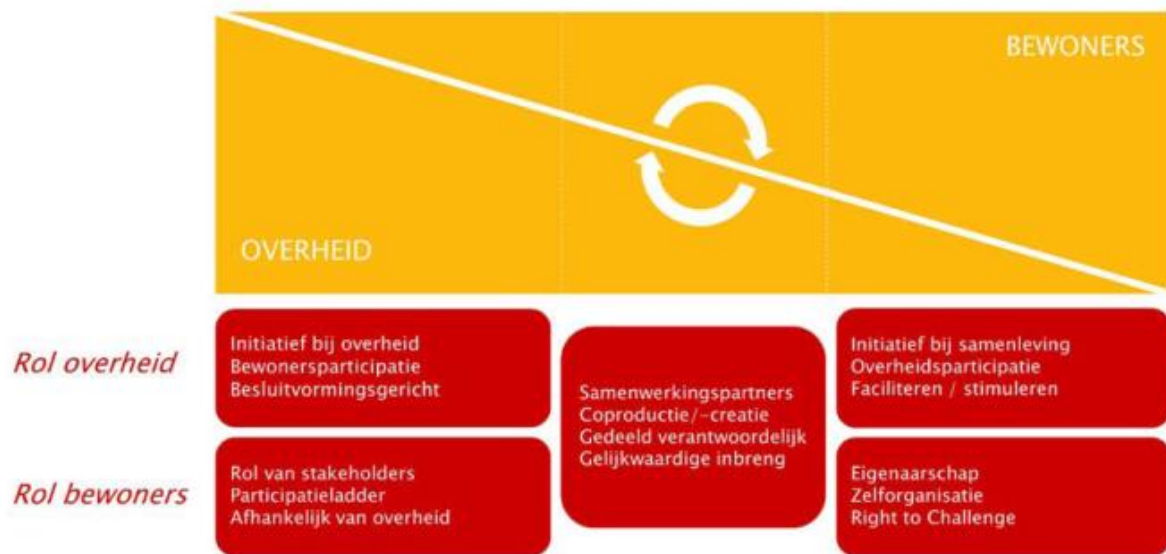 BEWONERS
OVERHEID
Rol overheid
Initiatief bij overheid
Bewonersparticipatie
Besluitvormingsgericht
Samenwerkingspartners
Coproductie/-creatie
Gedeeld verantwoordelijk
Gelijkwaardige inbreng
Initiatief bij samenleving
Overheidsparticipatie
Faciliteren / stimuleren
Rol bewoners
Rol van stakeholders
Participatieladder
Afhankelijk van overheid
Eigenaarschap
Zelforganisatie
Right to Challenge